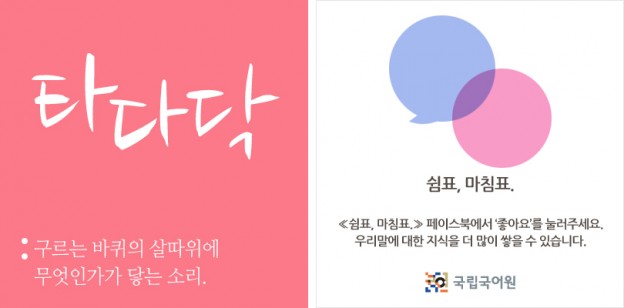 타다닥
: 구르는 바퀴의 살따위에
무엇인가가 닿는 소리.
쉼표, 마침표.
≪쉼표, 마침표.≫ 페이스북에서 '좋아요'를 눌러주세요.
우리말에 대한 지식을 더 많이 쌓을 수 있습니다.
국립국어원